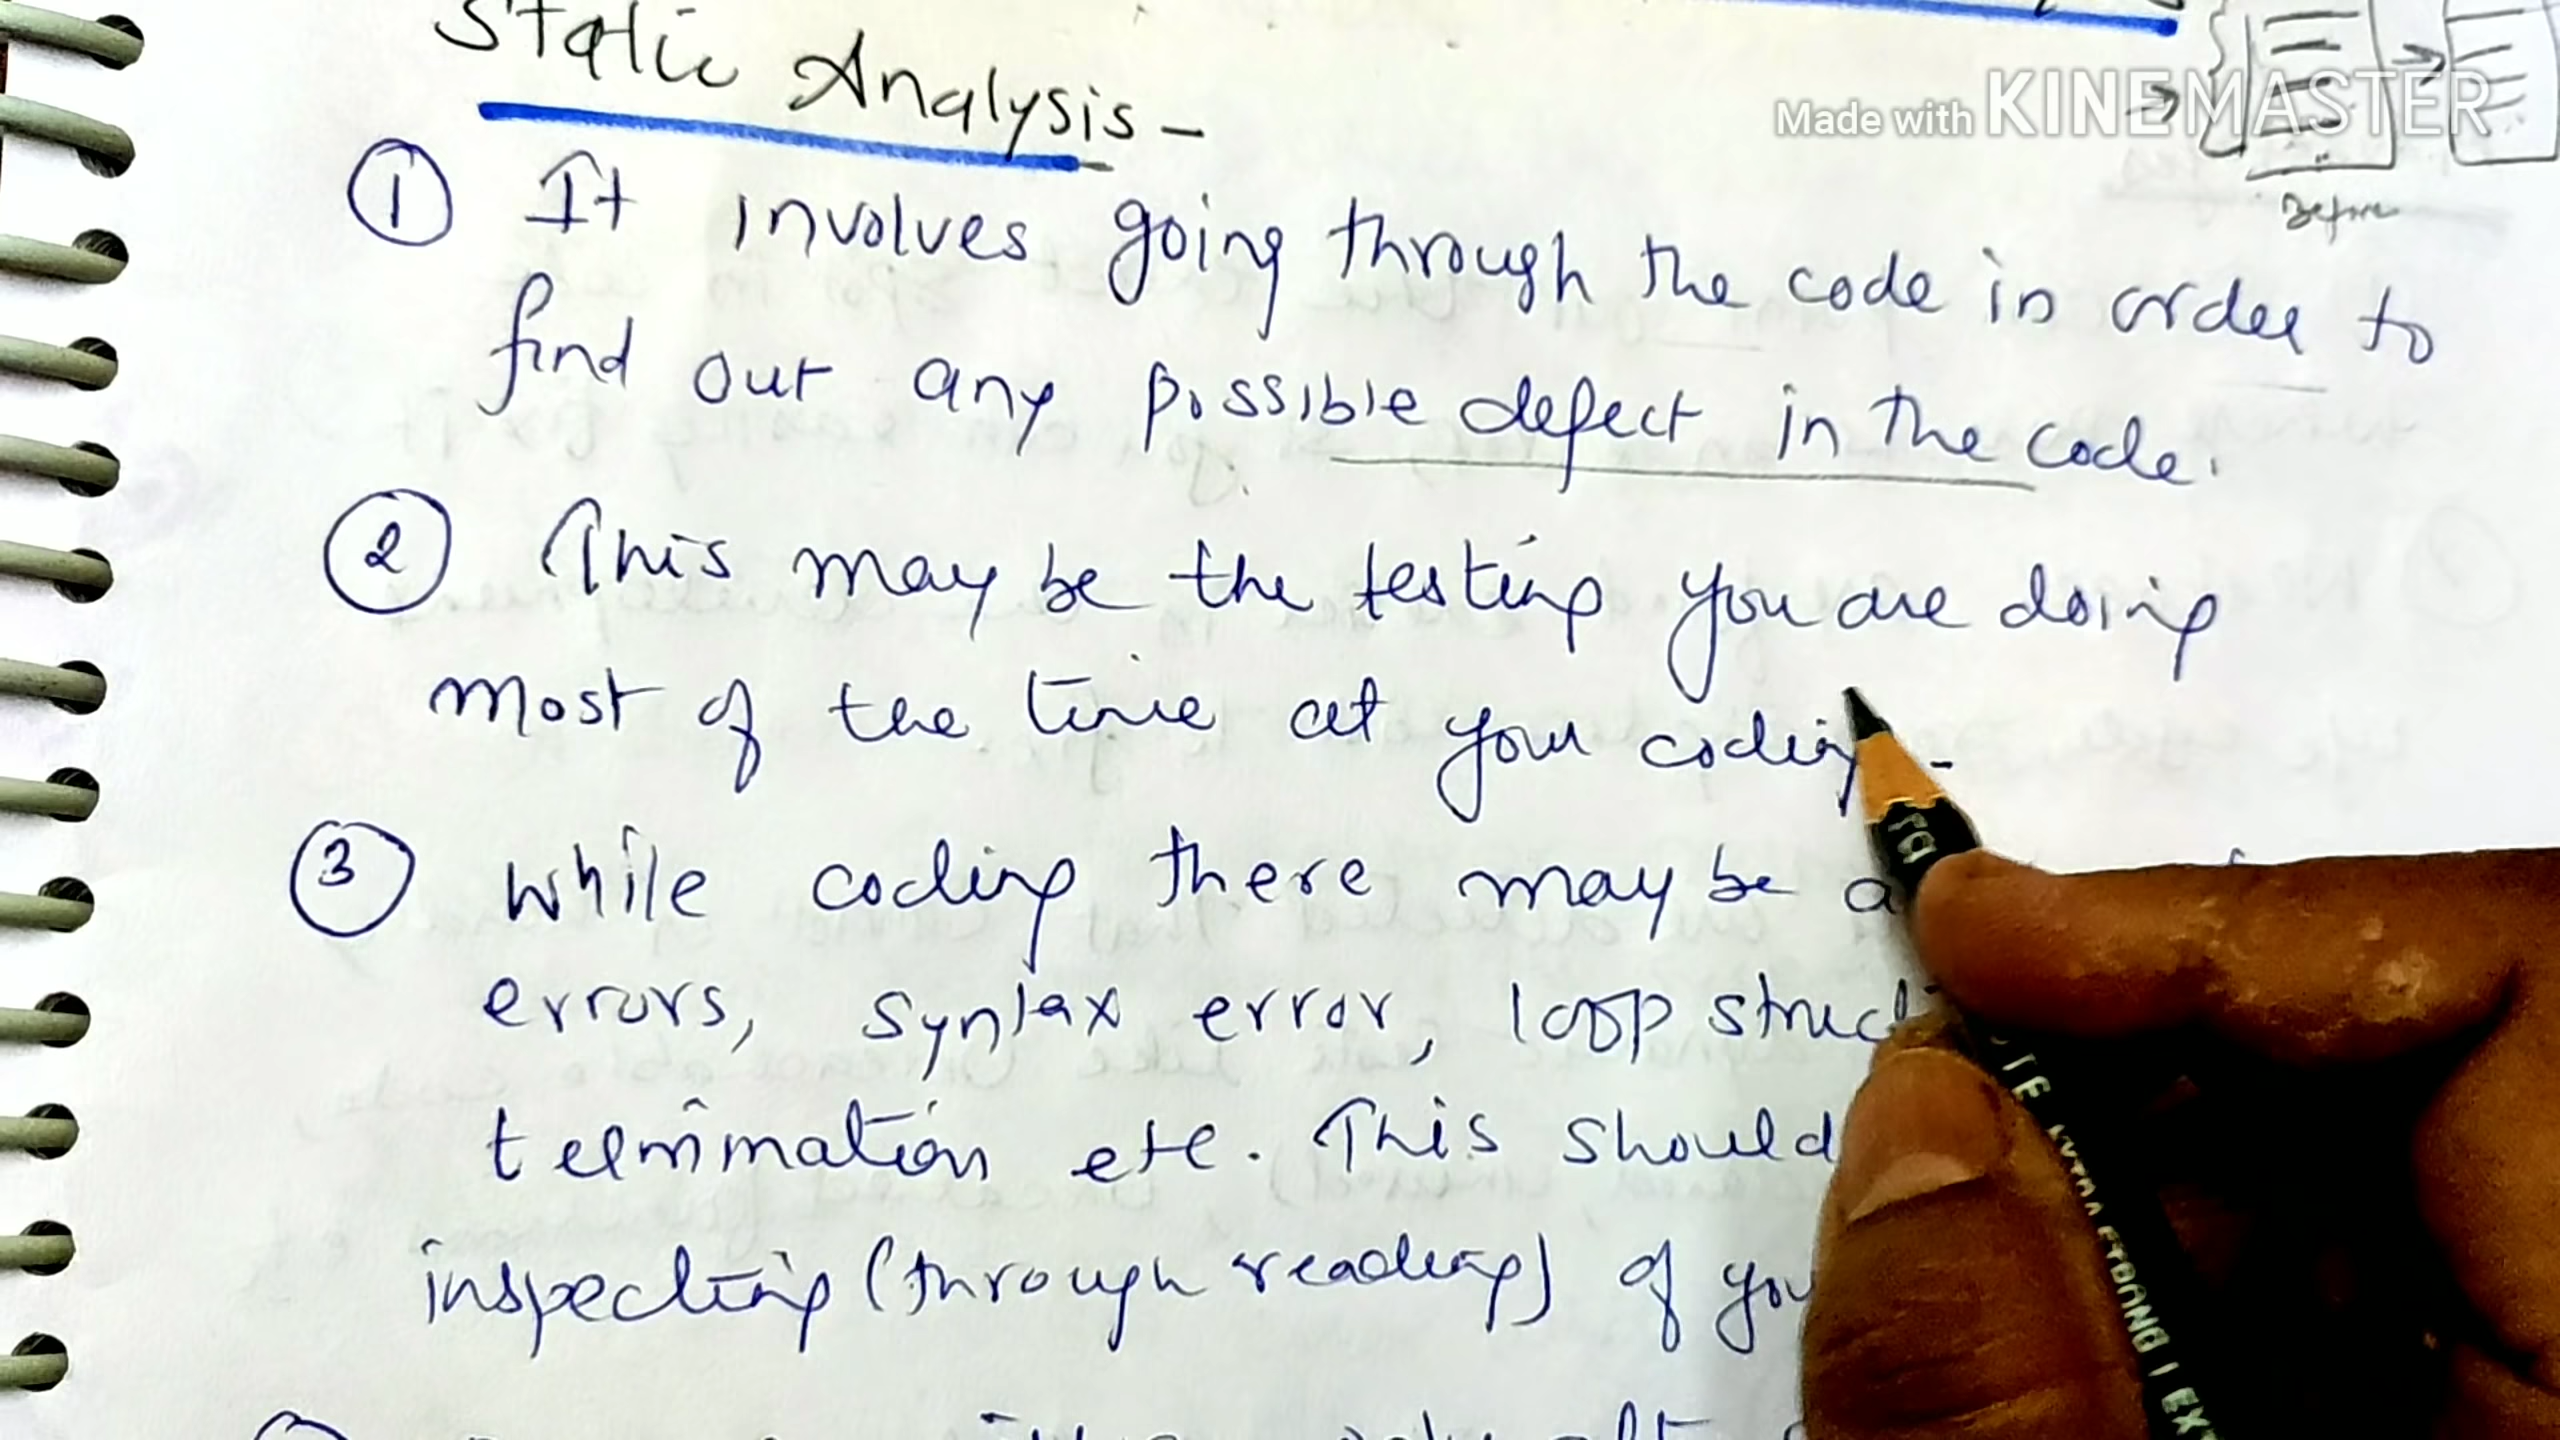 Static Analysis -
Made with KINEMASTER
Before
① It involves going through the code in order to
find out any possible defect in the code.
② This may be the testing you are doing
most of the time at your coding.
③ While coding there may be a
errors, syntax error, loop struct
termination etc. This should
inspecting (through reading) of you